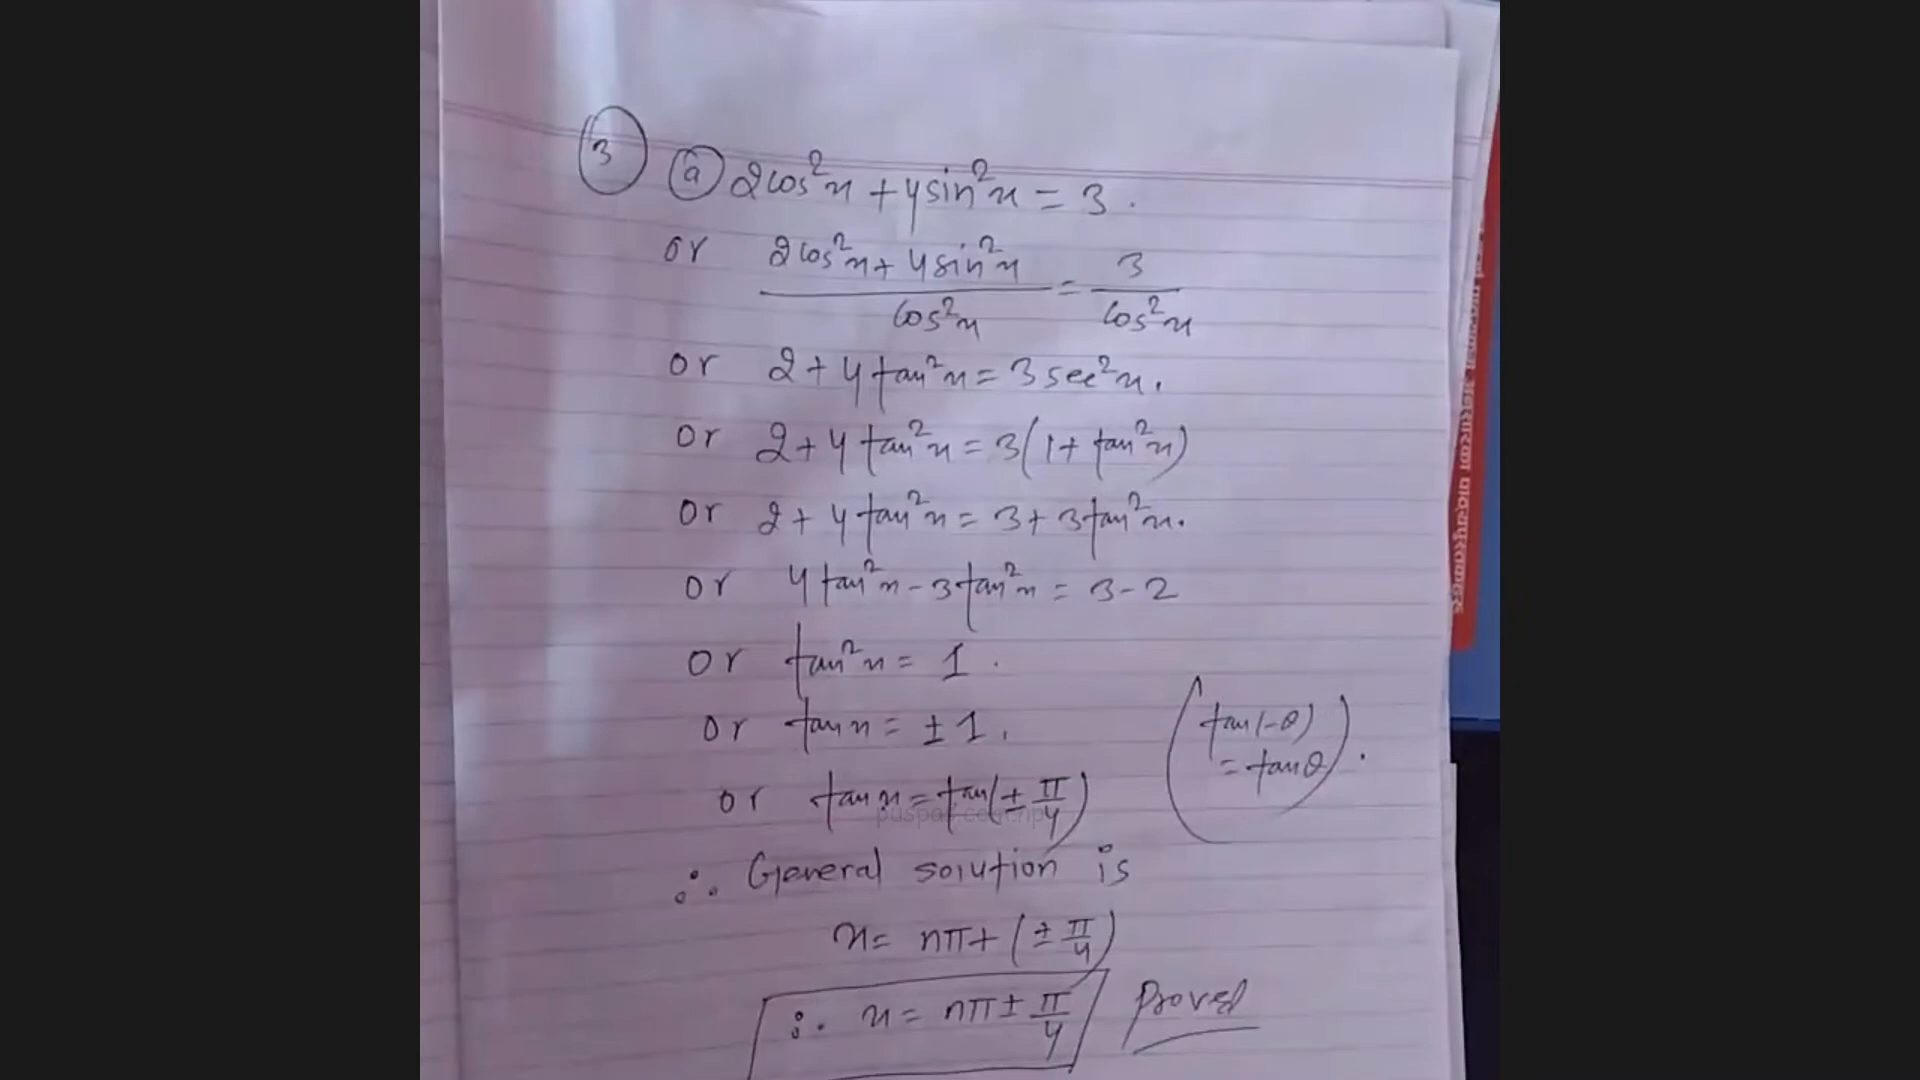 3 a 2cos²x + 4sin²x = 3.
or (2cos²x + 4sin²x)/cos²x = 3/cos²x
or 2 + 4tan²x = 3sec²x.
or 2 + 4tan²x = 3(1 + tan²x)
or 2 + 4tan²x = 3 + 3tan²x.
or 4tan²x - 3tan²x = 3 - 2
or tan²x = 1.
or tan x = ±1.
(tan(-θ) = tanθ).
or tan x = tan(± π/4)
∴ General solution is
x = nπ + (± π/4)
∴ x = nπ ± π/4 Proved